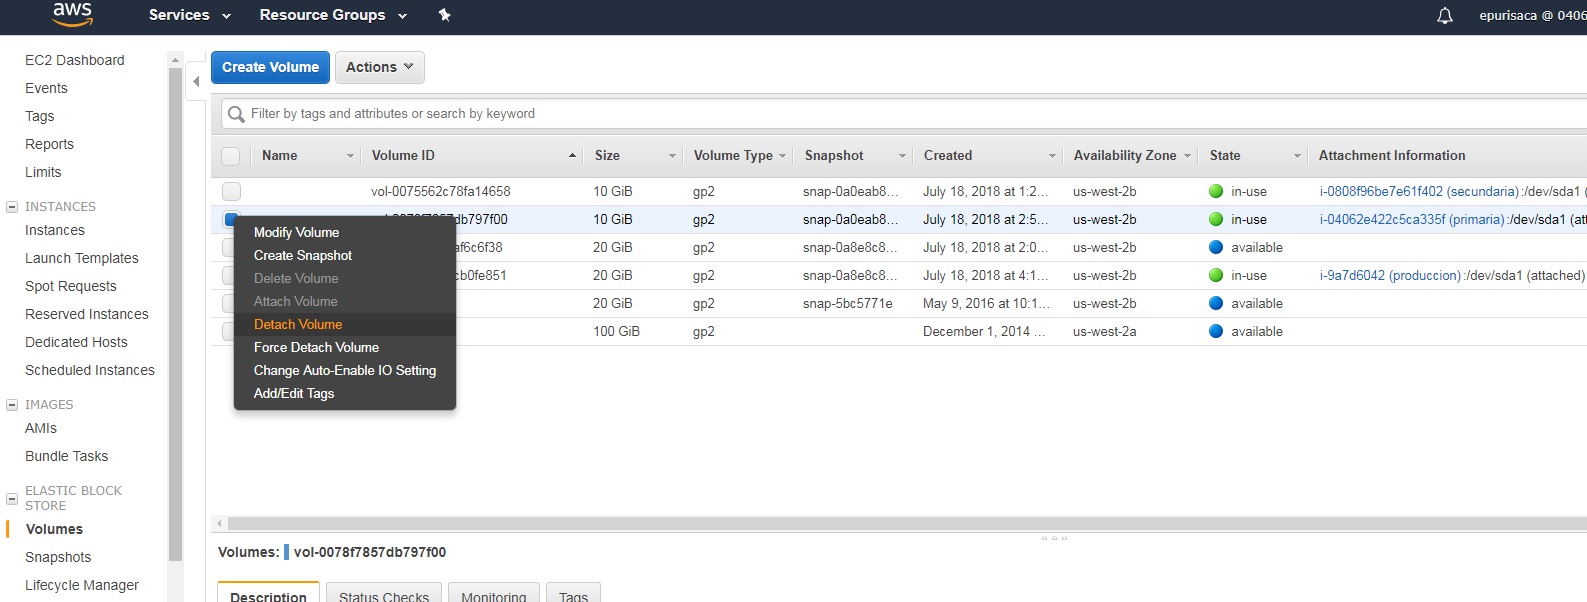 aws Services Resource Groups epurisaca @ 0406
EC2 Dashboard
Events
Tags
Reports
Limits
INSTANCES
Instances
Launch Templates
Spot Requests
Reserved Instances
Dedicated Hosts
Scheduled Instances
IMAGES
AMIs
Bundle Tasks
ELASTIC BLOCK
STORE
Volumes
Snapshots
Lifecycle Manager
Create Volume Actions
Filter by tags and attributes or search by keyword
Name Volume ID Size Volume Type Snapshot Created Availability Zone State Attachment Information
vol-0075562c78fa14658 10 GiB gp2 snap-0a0eab8... July 18, 2018 at 1:2... us-west-2b in-use i-0808f96be7e61f402 (secundaria):/dev/sda1
vol-0078f7857db797f00 10 GiB gp2 snap-0a0eab8... July 18, 2018 at 2:5... us-west-2b in-use i-04062e422c5ca335f (primaria):/dev/sda1 (att
af6c6f38 20 GiB gp2 snap-0a8e8c8... July 18, 2018 at 2:0... us-west-2b available
cb0fe851 10 GiB gp2 snap-0a8e8c8... July 18, 2018 at 4:1... us-west-2b in-use i-9a7d6042 (produccion):/dev/sda1 (attached)
20 GiB gp2 snap-5bc5771e May 9, 2016 at 10:1... us-west-2b available
100 GiB gp2 December 1, 2014 ... us-west-2a available
Modify Volume
Create Snapshot
Delete Volume
Attach Volume
Detach Volume
Force Detach Volume
Change Auto-Enable IO Setting
Add/Edit Tags
Volumes: vol-0078f7857db797f00
Description Status Checks Monitoring Tags